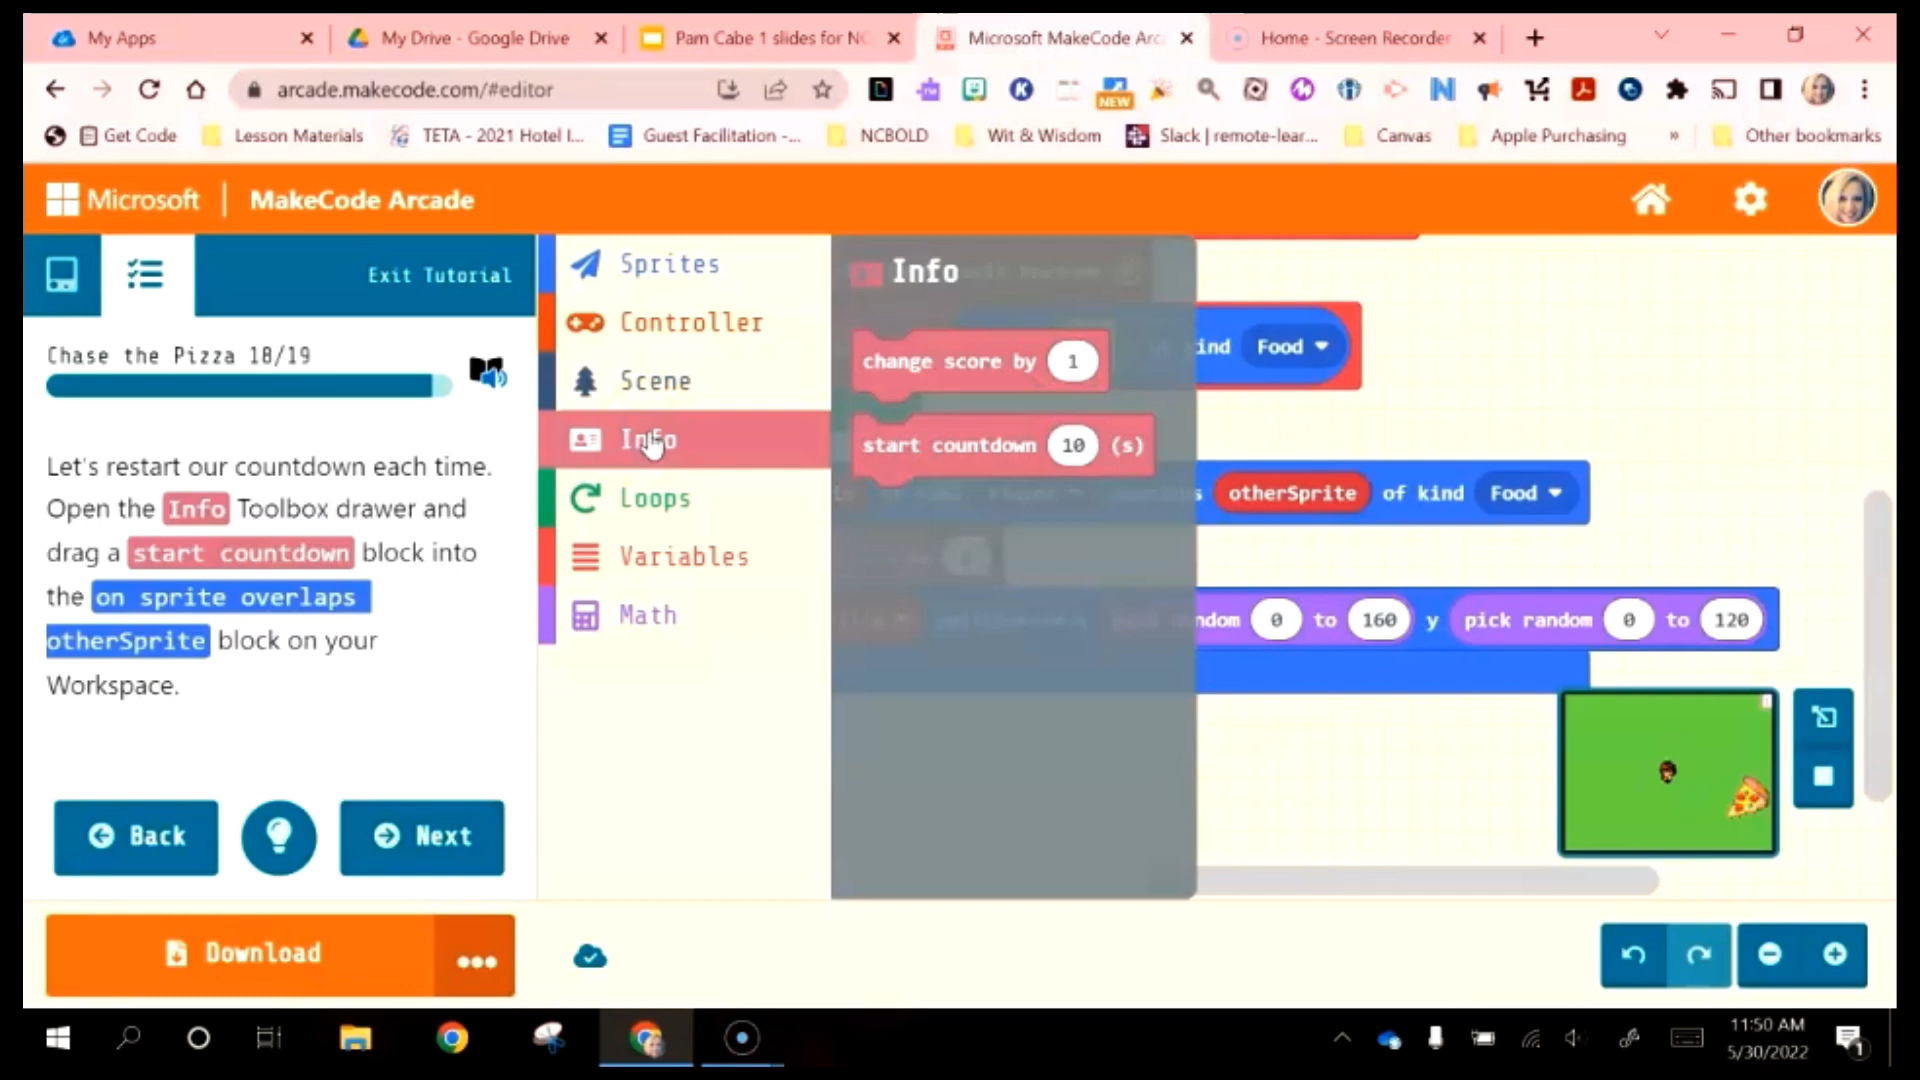 My Apps
My Drive - Google Drive
Pam Cabe 1 slides for NC
Microsoft MakeCode Arc
Home - Screen Recorder
arcade.makecode.com/#editor
NEW
Get Code
Lesson Materials
TETA - 2021 Hotel I...
Guest Facilitation -...
NCBOLD
Wit & Wisdom
Slack | remote-lear...
Canvas
Apple Purchasing
»
Other bookmarks
Microsoft
MakeCode Arcade
Exit Tutorial
Chase the Pizza 18/19
Let's restart our countdown each time.
Open the Info Toolbox drawer and
drag a start countdown block into
the on sprite overlaps
otherSprite block on your
Workspace.
Back
Next
Download
Sprites
Controller
Scene
Info
Loops
Variables
Math
Info
change score by 1
start countdown 10 (s)
kind Food
otherSprite of kind Food
0 to 160 y pick random 0 to 120
11:50 AM
5/30/2022
1